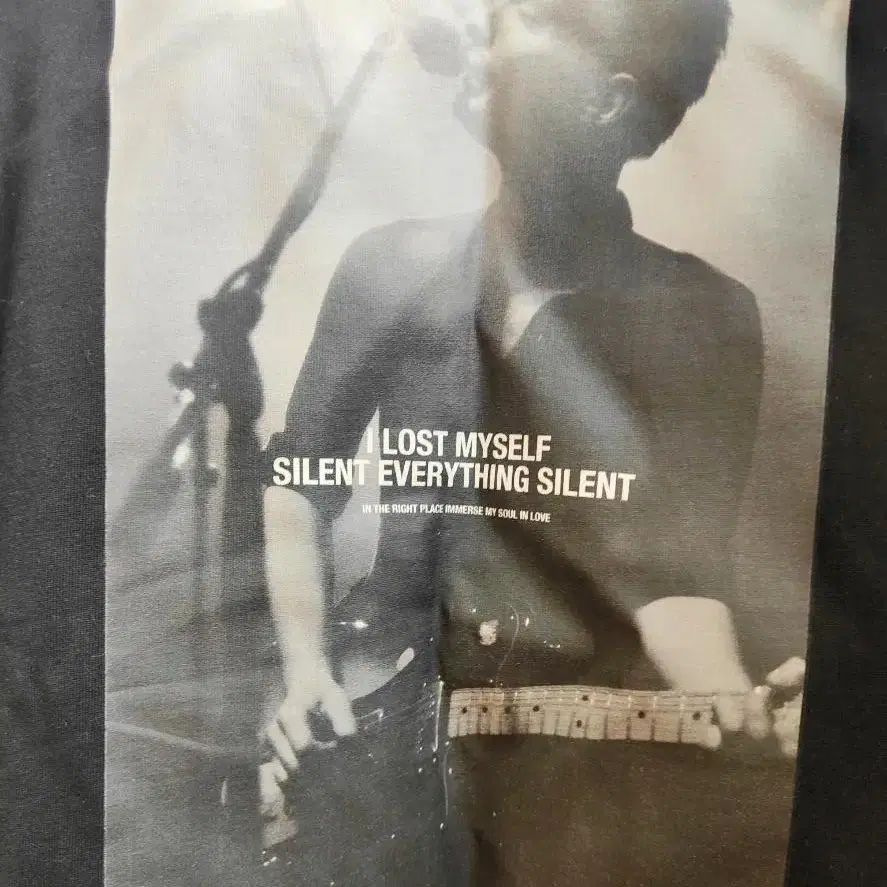 I LOST MYSELF
SILENT EVERYTHING SILENT
IN THE RIGHT PLACE IMMERSE MY SOUL IN LOVE